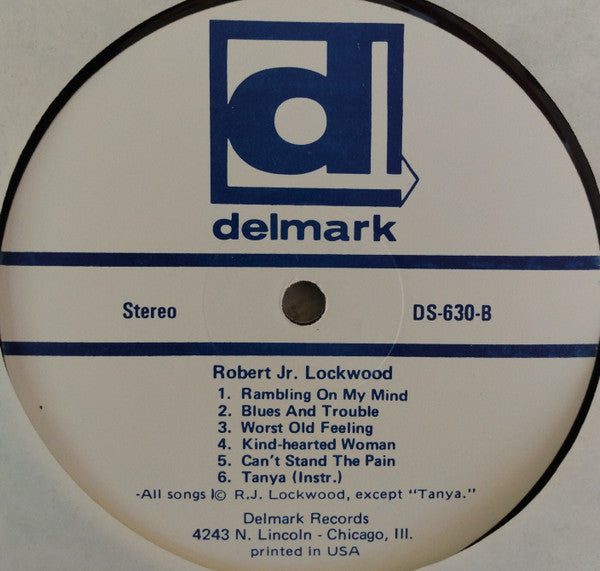 d
delmark
Stereo DS-630-B
Robert Jr. Lockwood
1. Rambling On My Mind
2. Blues And Trouble
3. Worst Old Feeling
4. Kind-hearted Woman
5. Can't Stand The Pain
6. Tanya (Instr.)
-All songs © R.J. Lockwood, except "Tanya."
Delmark Records
4243 N. Lincoln - Chicago, Ill.
printed in USA